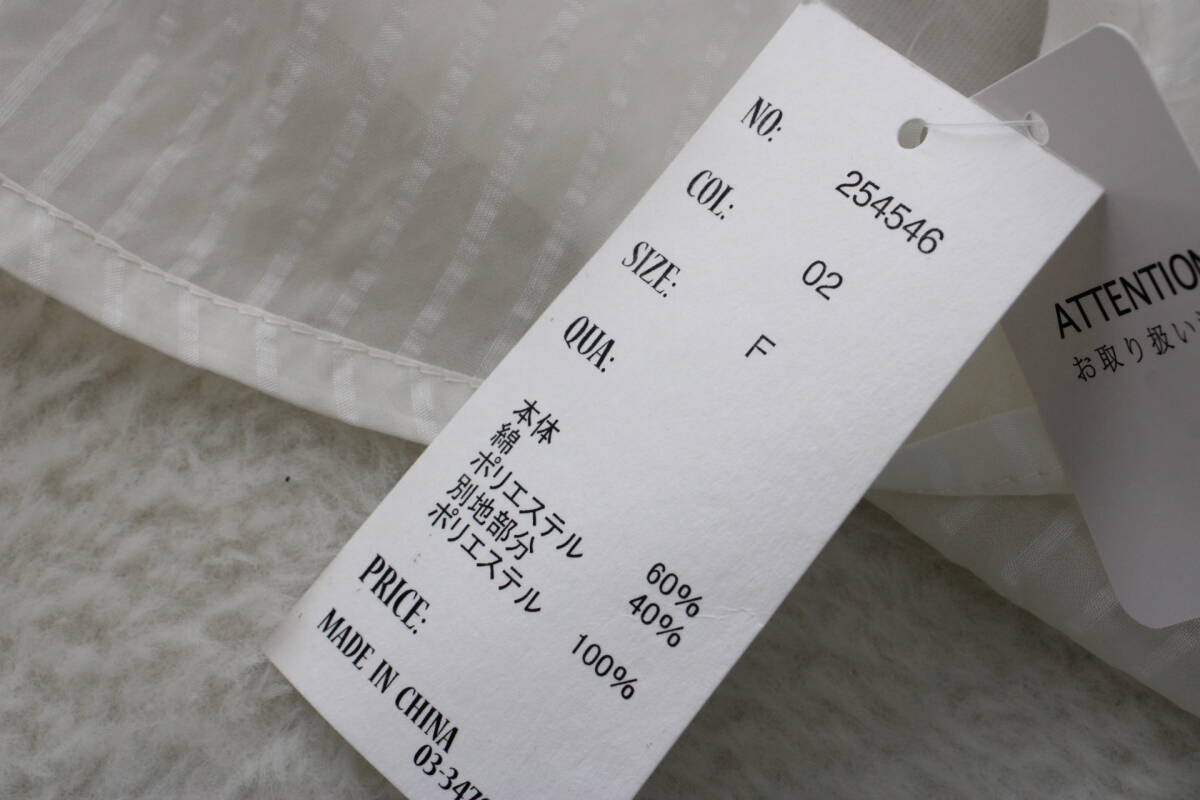 NO: 254546
COL: 02
SIZE: F
QUA:
本体
綿 60%
ポリエステル 40%
別地部分
ポリエステル 100%
PRICE:
MADE IN CHINA
03-347
ATTENTION
お取り扱い